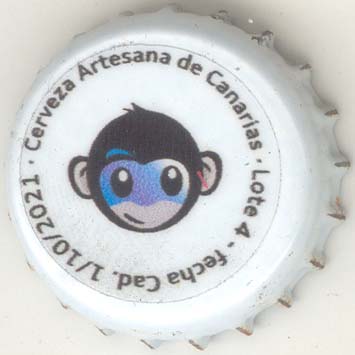 Cerveza Artesana de Canarias · Lote 4 - fecha Cad. 1/10/2021 ·